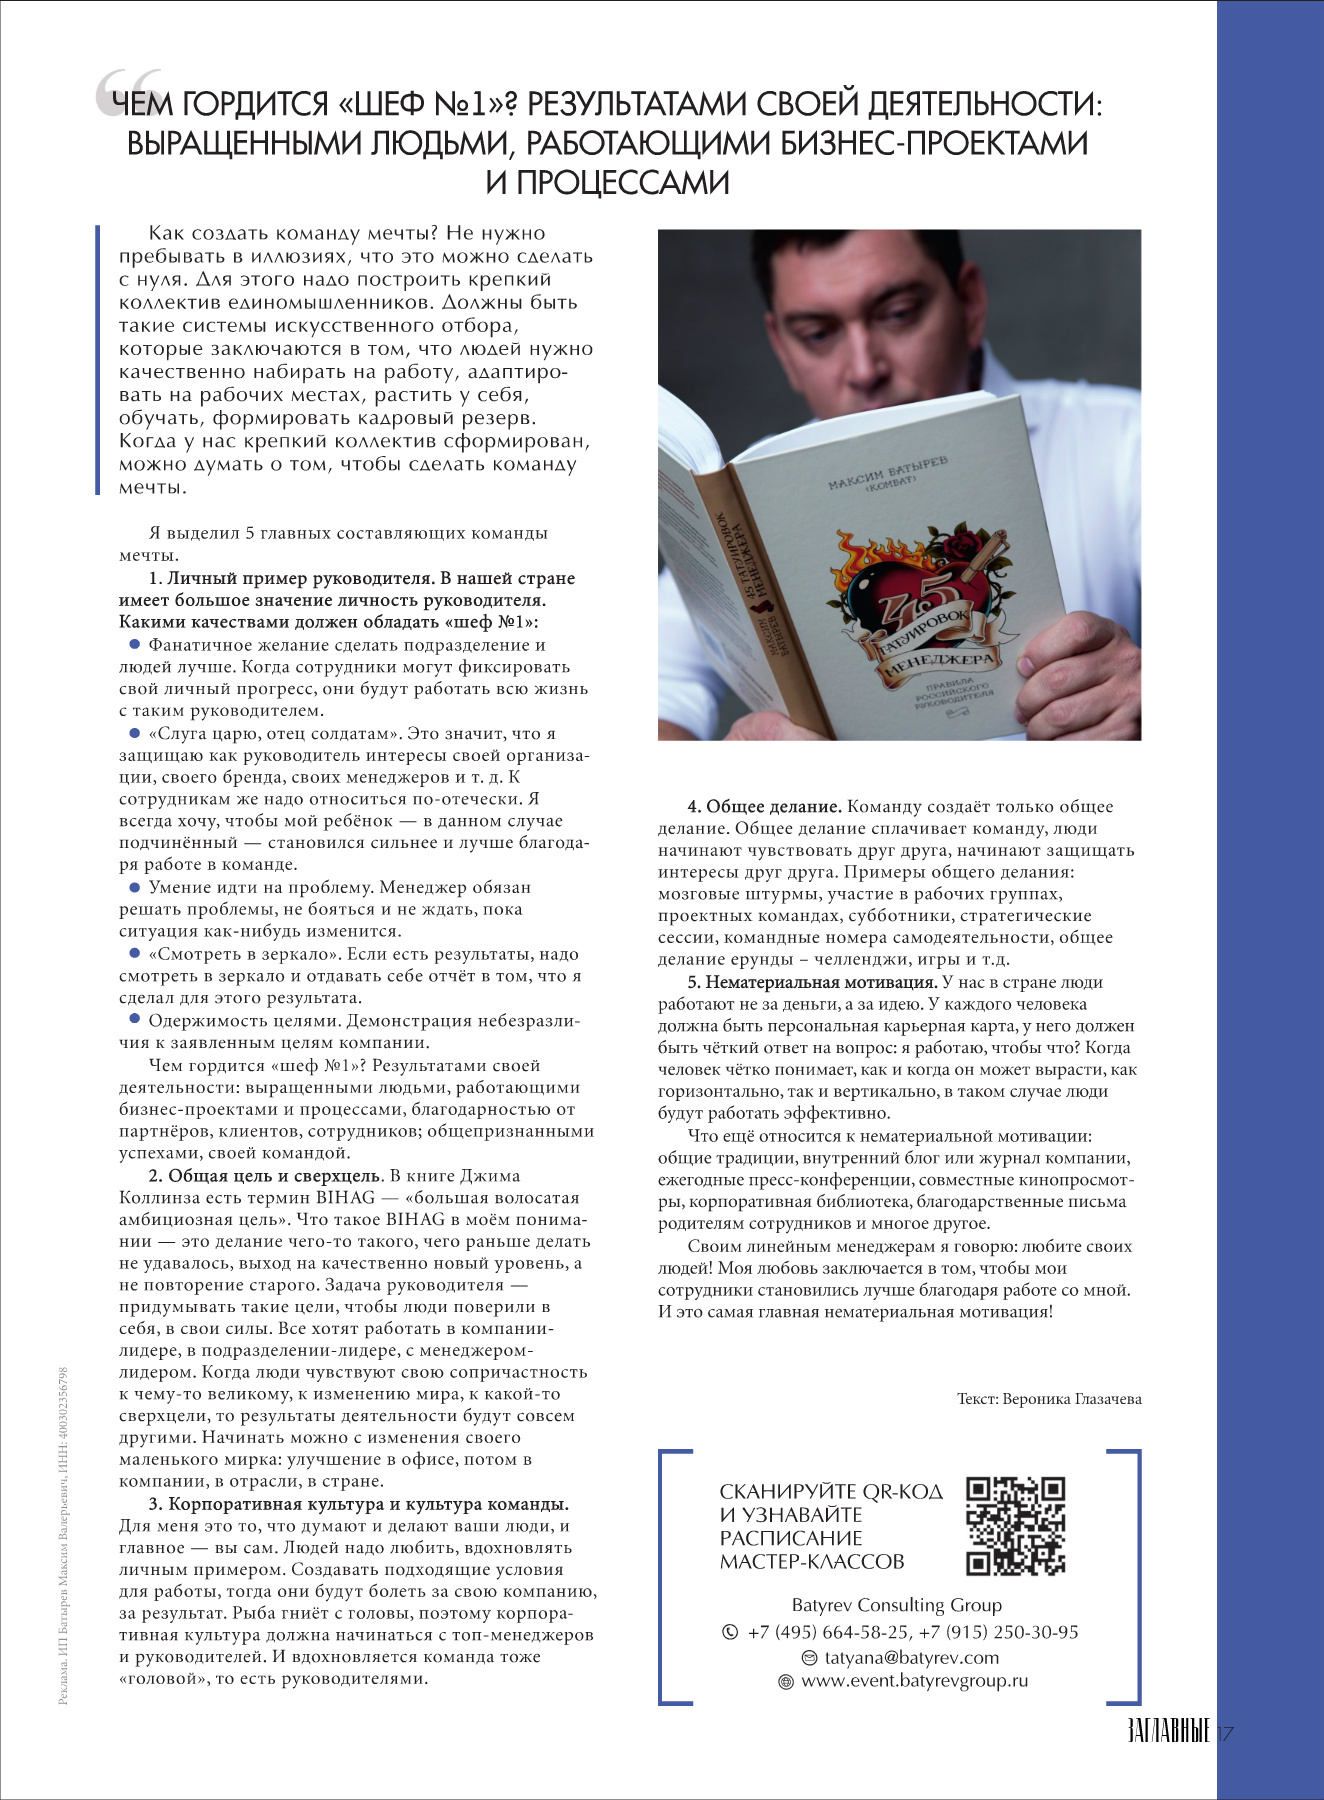 “
ЧЕМ ГОРДИТСЯ «ШЕФ №1»? РЕЗУЛЬТАТАМИ СВОЕЙ ДЕЯТЕЛЬНОСТИ:
ВЫРАЩЕННЫМИ ЛЮДЬМИ, РАБОТАЮЩИМИ БИЗНЕС-ПРОЕКТАМИ
И ПРОЦЕССАМИ
Как создать команду мечты? Не нужно
пребывать в иллюзиях, что это можно сделать
с нуля. Для этого надо построить крепкий
коллектив единомышленников. Должны быть
такие системы искусственного отбора,
которые заключаются в том, что людей нужно
качественно набирать на работу, адаптиро-
вать на рабочих местах, растить у себя,
обучать, формировать кадровый резерв.
Когда у нас крепкий коллектив сформирован,
можно думать о том, чтобы сделать команду
мечты.
Я выделил 5 главных составляющих команды
мечты.
1. Личный пример руководителя. В нашей стране
имеет большое значение личность руководителя.
Какими качествами должен обладать «шеф №1»:
● Фанатичное желание сделать подразделение и
людей лучше. Когда сотрудники могут фиксировать
свой личный прогресс, они будут работать всю жизнь
с таким руководителем.
● «Слуга царю, отец солдатам». Это значит, что я
защищаю как руководитель интересы своей организа-
ции, своего бренда, своих менеджеров и т. д. К
сотрудникам же надо относиться по-отечески. Я
всегда хочу, чтобы мой ребёнок — в данном случае
подчинённый — становился сильнее и лучше благода-
ря работе в команде.
● Умение идти на проблему. Менеджер обязан
решать проблемы, не бояться и не ждать, пока
ситуация как-нибудь изменится.
● «Смотреть в зеркало». Если есть результаты, надо
смотреть в зеркало и отдавать себе отчёт в том, что я
сделал для этого результата.
● Одержимость целями. Демонстрация небезразли-
чия к заявленным целям компании.
Чем гордится «шеф №1»? Результатами своей
деятельности: выращенными людьми, работающими
бизнес-проектами и процессами, благодарностью от
партнёров, клиентов, сотрудников; общепризнанными
успехами, своей командой.
2. Общая цель и сверхцель. В книге Джима
Коллинза есть термин BIHAG — «большая волосатая
амбициозная цель». Что такое BIHAG в моём понима-
нии — это делание чего-то такого, чего раньше делать
не удавалось, выход на качественно новый уровень, а
не повторение старого. Задача руководителя —
придумывать такие цели, чтобы люди поверили в
себя, в свои силы. Все хотят работать в компании-
лидере, в подразделении-лидере, с менеджером-
лидером. Когда люди чувствуют свою сопричастность
к чему-то великому, к изменению мира, к какой-то
сверхцели, то результаты деятельности будут совсем
другими. Начинать можно с изменения своего
маленького мирка: улучшение в офисе, потом в
компании, в отрасли, в стране.
3. Корпоративная культура и культура команды.
Для меня это то, что думают и делают ваши люди, и
главное — вы сам. Людей надо любить, вдохновлять
личным примером. Создавать подходящие условия
для работы, тогда они будут болеть за свою компанию,
за результат. Рыба гниёт с головы, поэтому корпора-
тивная культура должна начинаться с топ-менеджеров
и руководителей. И вдохновляется команда тоже
«головой», то есть руководителями.
МАКСИМ БАТЫРЕВ
(КОМБАТ)
45
ТАТУИРОВОК
МЕНЕДЖЕРА
ПРАВИЛА
РОССИЙСКОГО
РУКОВОДИТЕЛЯ
МАКСИМ
БАТЫРЕВ
45 ТАТУИРОВОК
МЕНЕДЖЕРА
4. Общее делание. Команду создаёт только общее
делание. Общее делание сплачивает команду, люди
начинают чувствовать друг друга, начинают защищать
интересы друг друга. Примеры общего делания:
мозговые штурмы, участие в рабочих группах,
проектных командах, субботники, стратегические
сессии, командные номера самодеятельности, общее
делание ерунды – челленджи, игры и т.д.
5. Нематериальная мотивация. У нас в стране люди
работают не за деньги, а за идею. У каждого человека
должна быть персональная карьерная карта, у него должен
быть чёткий ответ на вопрос: я работаю, чтобы что? Когда
человек чётко понимает, как и когда он может вырасти, как
горизонтально, так и вертикально, в таком случае люди
будут работать эффективно.
Что ещё относится к нематериальной мотивации:
общие традиции, внутренний блог или журнал компании,
ежегодные пресс-конференции, совместные кинопросмот-
ры, корпоративная библиотека, благодарственные письма
родителям сотрудников и многое другое.
Своим линейным менеджерам я говорю: любите своих
людей! Моя любовь заключается в том, чтобы мои
сотрудники становились лучше благодаря работе со мной.
И это самая главная нематериальная мотивация!
Текст: Вероника Глазачева
СКАНИРУЙТЕ QR-КОД
И УЗНАВАЙТЕ
РАСПИСАНИЕ
МАСТЕР-КЛАССОВ
Batyrev Consulting Group
+7 (495) 664-58-25, +7 (915) 250-30-95
tatyana@batyrev.com
www.event.batyrevgroup.ru
Реклама. ИП Батырев Максим Валерьевич, ИНН: 400302356798
ЗАГЛАВНЫЕ 17